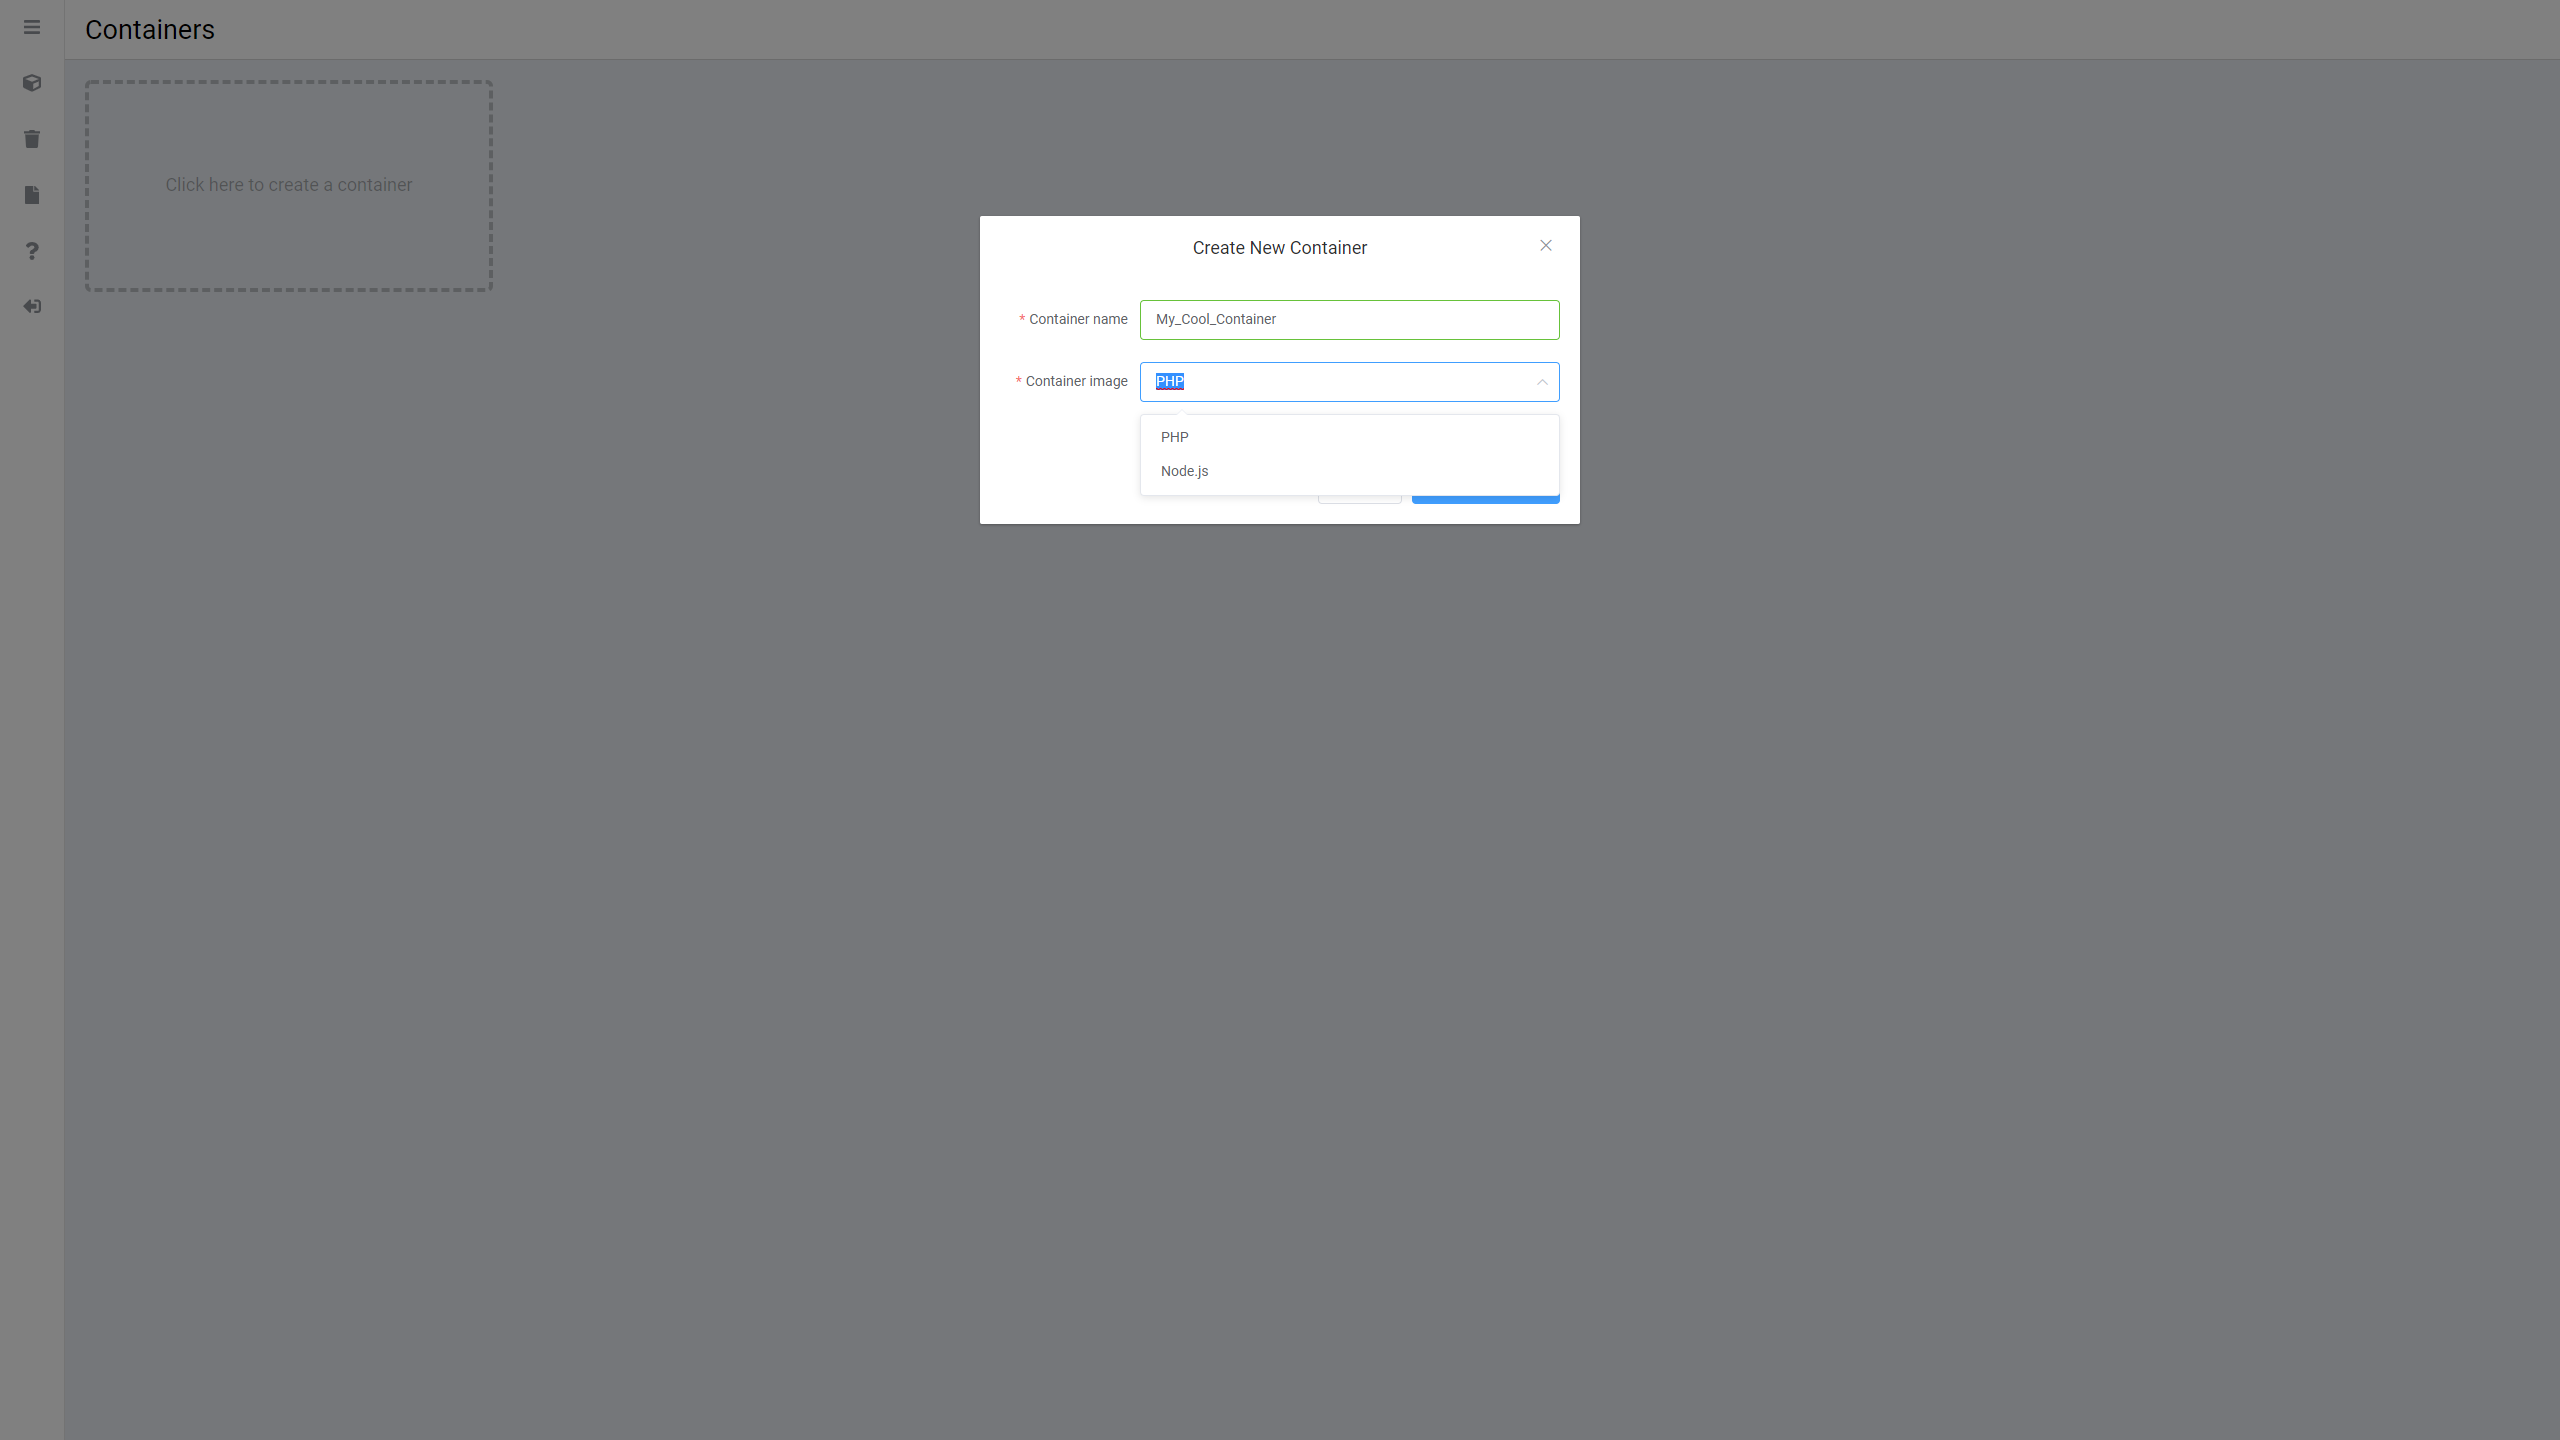 Containers
Click here to create a container
Create New Container
* Container name
My_Cool_Container
* Container image
PHP
PHP
Node.js